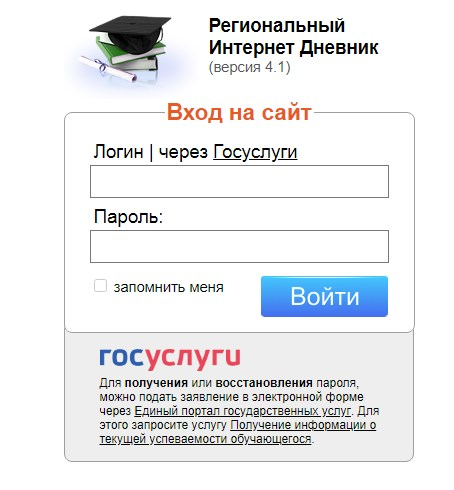 Региональный
Интернет Дневник
(версия 4.1)
Вход на сайт
Логин | через Госуслуги
Пароль:
запомнить меня
Войти
госуслуги
Для получения или восстановления пароля,
можно подать заявление в электронной форме
через Единый портал государственных услуг. Для
этого запросите услугу Получение информации о
текущей успеваемости обучающегося.